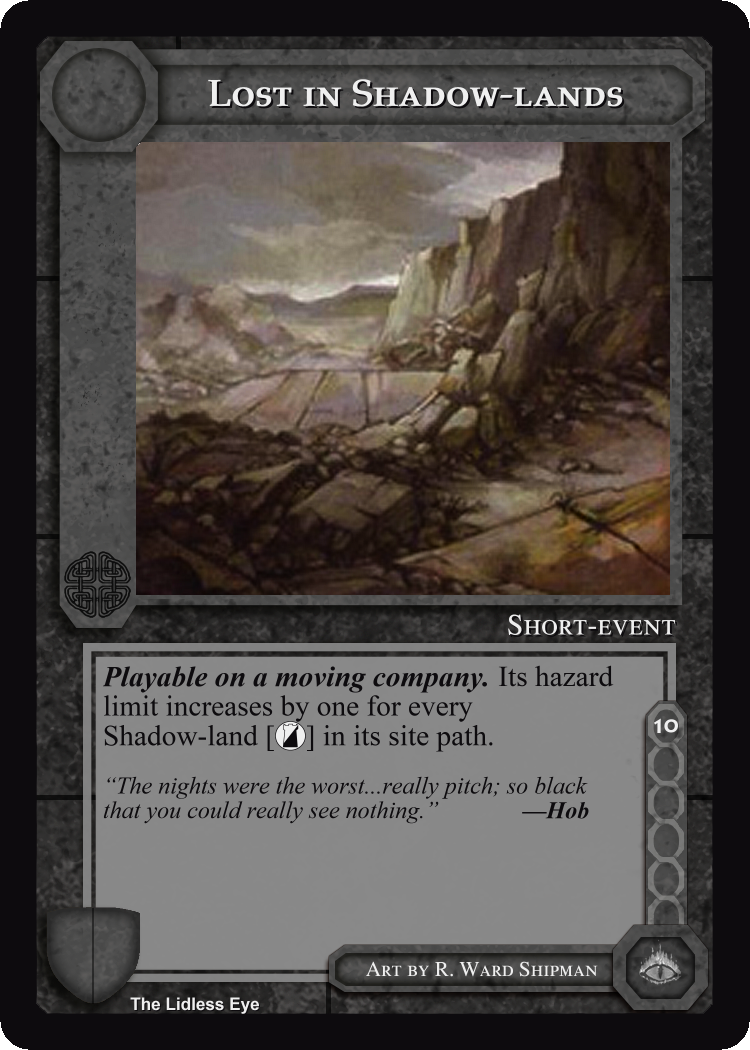 Lost in Shadow-lands
Short-event
Playable on a moving company. Its hazard
limit increases by one for every
Shadow-land [] in its site path.
10
“The nights were the worst...really pitch; so black
that you could really see nothing.” —Hob
Art by R. Ward Shipman
The Lidless Eye